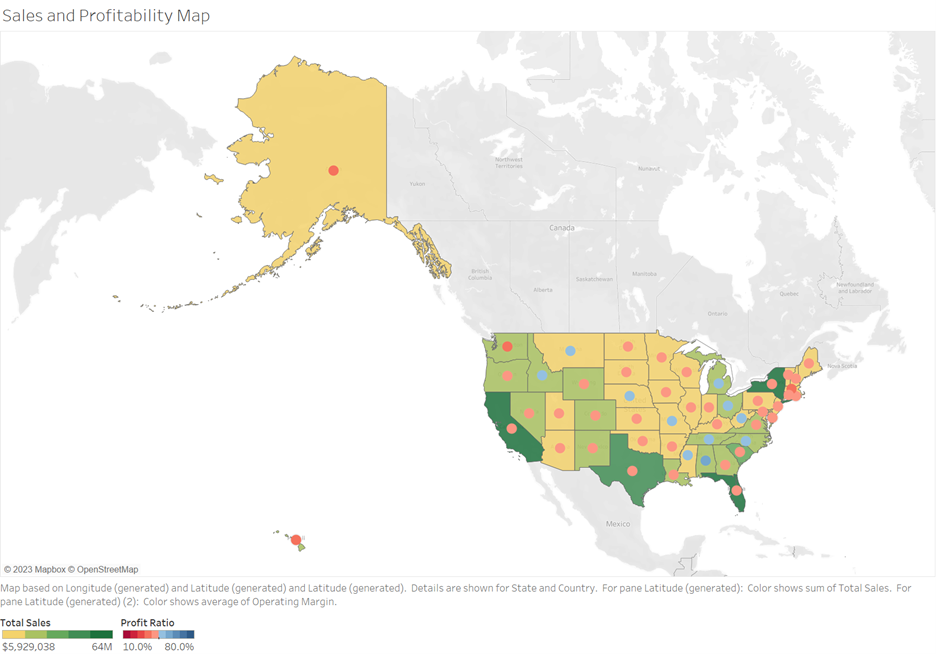 Sales and Profitability Map
Northwest
Territories
Nunavut
Yukon
Canada
British
Columbia
Alberta
Saskatchewan
Manitoba
Ontario
Quebec
Newfoundland
and Labrador
Nova Scotia
Mexico
© 2023 Mapbox © OpenStreetMap
Map based on Longitude (generated) and Latitude (generated) and Latitude (generated). Details are shown for State and Country. For pane Latitude (generated): Color shows sum of Total Sales. For
pane Latitude (generated) (2): Color shows average of Operating Margin.
Total Sales
Profit Ratio
$5,929,038
64M
10.0%
80.0%